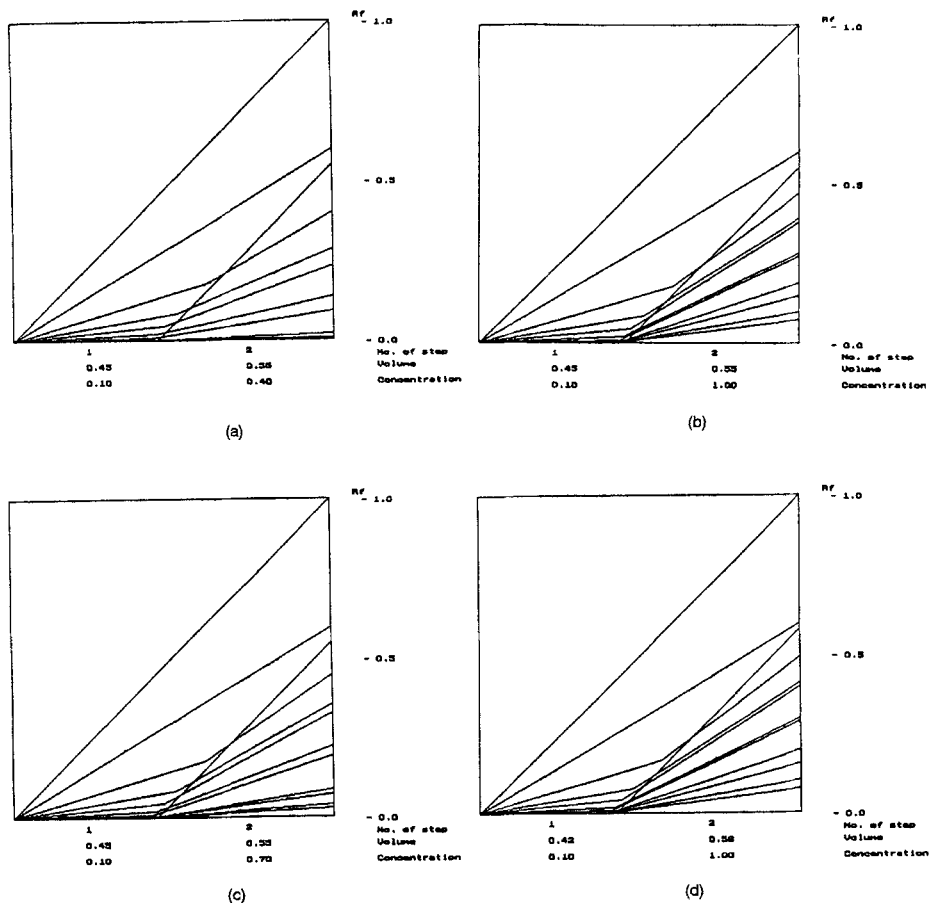 Rf
- 1.0
- 0.5
- 0.0
1 2 No. of step
0.45 0.55 Volume
0.10 0.40 Concentration
(a)
Rf
- 1.0
- 0.5
- 0.0
1 2 No. of step
0.45 0.55 Volume
0.10 1.00 Concentration
(b)
Rf
- 1.0
- 0.5
- 0.0
1 2 No. of step
0.45 0.55 Volume
0.10 0.70 Concentration
(c)
Rf
- 1.0
- 0.5
- 0.0
1 2 No. of step
0.42 0.58 Volume
0.10 1.00 Concentration
(d)